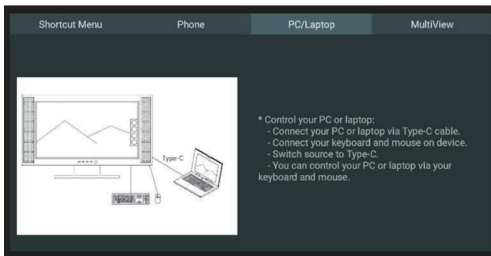 Shortcut Menu
Phone
PC/Laptop
MultiView
Type-C
* Control your PC or laptop:
- Connect your PC or laptop via Type-C cable.
- Connect your keyboard and mouse on device.
- Switch source to Type-C.
- You can control your PC or laptop via your
keyboard and mouse.